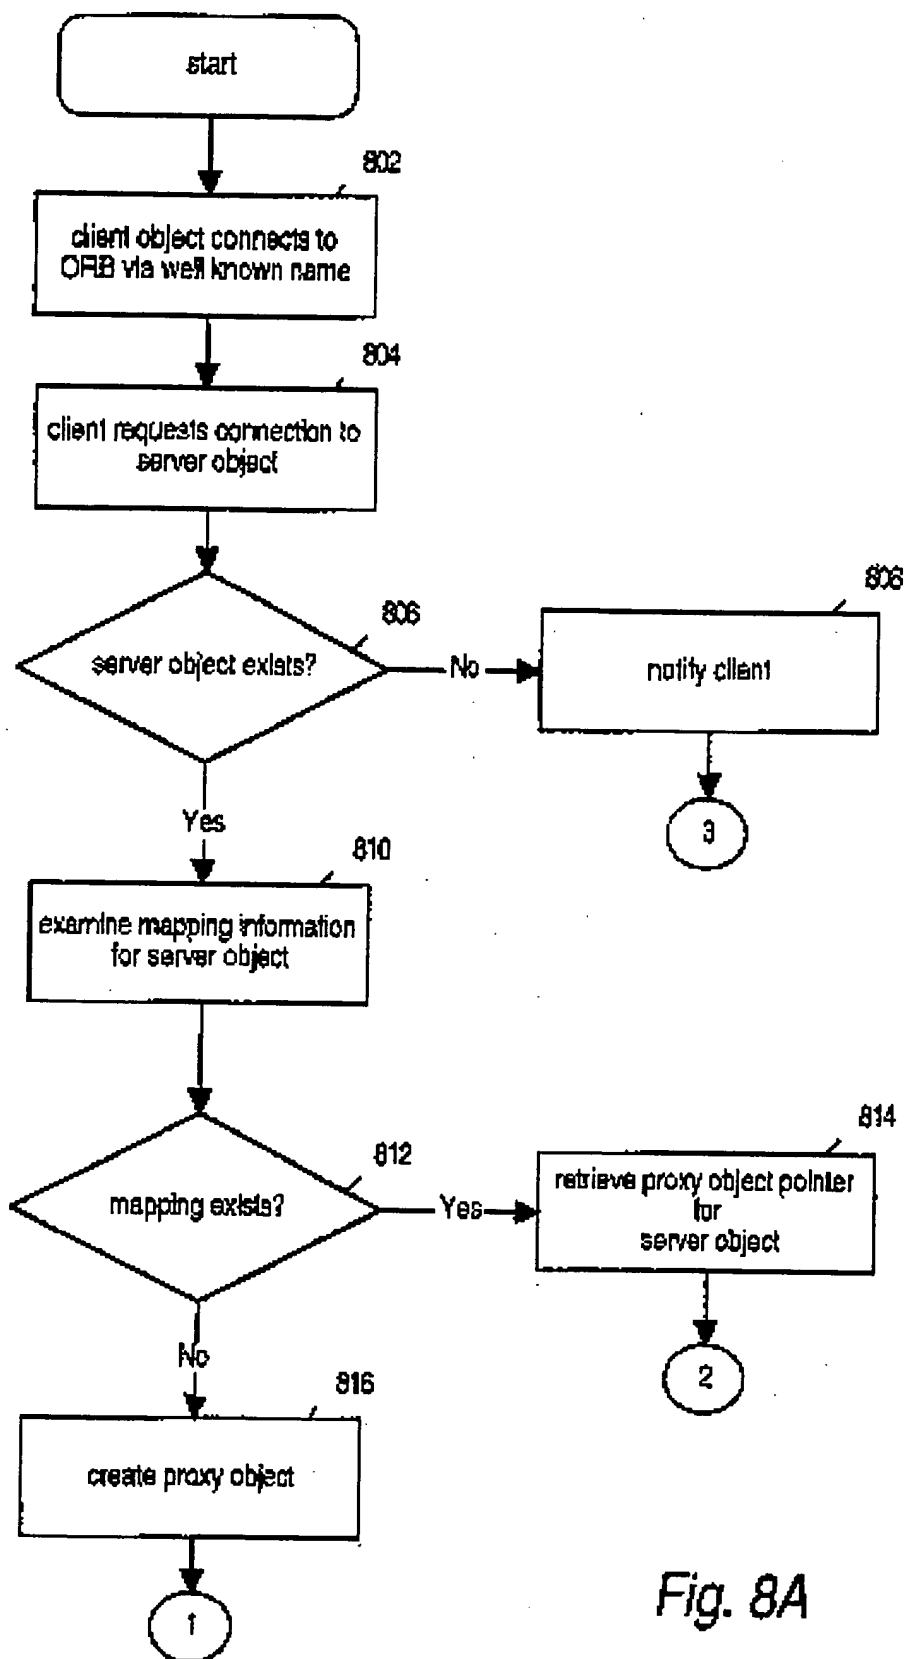 start
802
client object connects to
ORB via well known name
804
client requests connection to
server object
806
server object exists?
No
808
notify client
3
Yes
810
examine mapping information
for server object
812
mapping exists?
Yes
814
retrieve proxy object pointer
for
server object
2
No
816
create proxy object
1
Fig. 8A